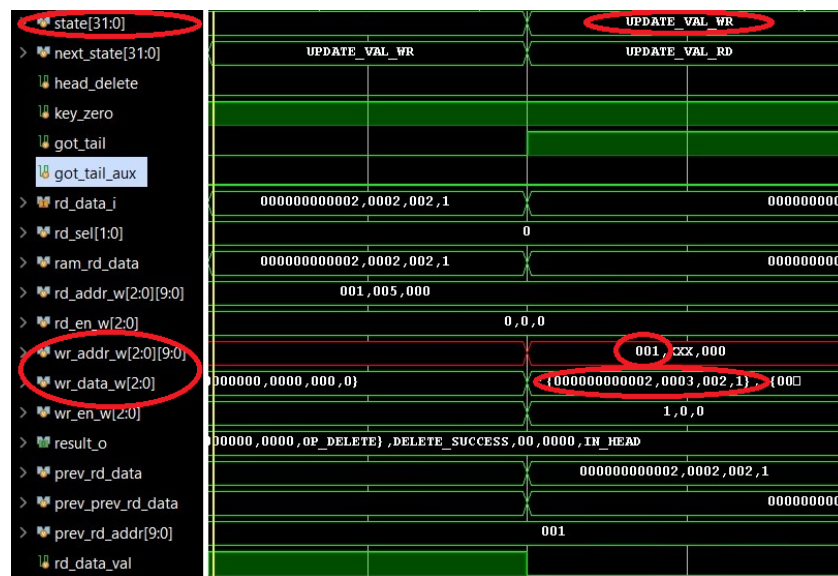 state[31:0] UPDATE_VAL_WR
next_state[31:0] UPDATE_VAL_WR UPDATE_VAL_RD
head_delete
key_zero
got_tail
got_tail_aux
rd_data_i 000000000002,0002,002,1 0000000000
rd_sel[1:0] 0
ram_rd_data 000000000002,0002,002,1 0000000000
rd_addr_w[2:0][9:0] 001,005,000
rd_en_w[2:0] 0,0,0
wr_addr_w[2:0][9:0] 001,XXX,000
wr_data_w[2:0] 0000000,0000,000,0} {000000000002,0003,002,1}, {00
wr_en_w[2:0] 1,0,0
result_o 000000,0000,OP_DELETE},DELETE_SUCCESS,00,0000,IN_HEAD
prev_rd_data 000000000002,0002,002,1
prev_prev_rd_data 0000000000
prev_rd_addr[9:0] 001
rd_data_val